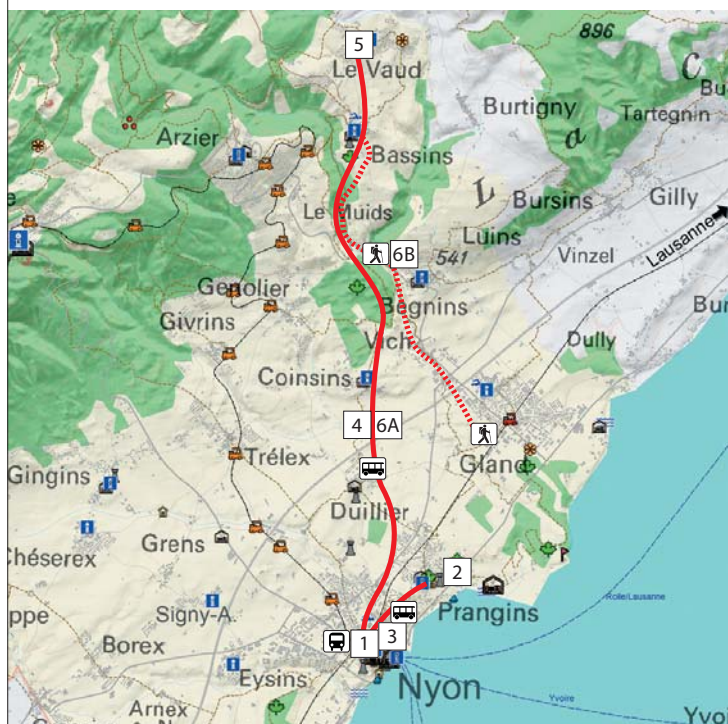 896
C
5
Le Vaud
Burtigny
a
Tartegnin
Arzier
Bassins
L
Bursins
Gilly
Le Muids
Luins
Lausanne
6B
541
Vinzel
Genolier
Begnins
Givrins
Vich
Dully
Coinsins
4
6A
Trélex
Gland
Gingins
Duillier
Grens
Chéserex
2
Prangins
Rolle/Lausanne
Signy-A.
1
3
Borex
Eysins
Nyon
Yvoire
Arnex
Yvo